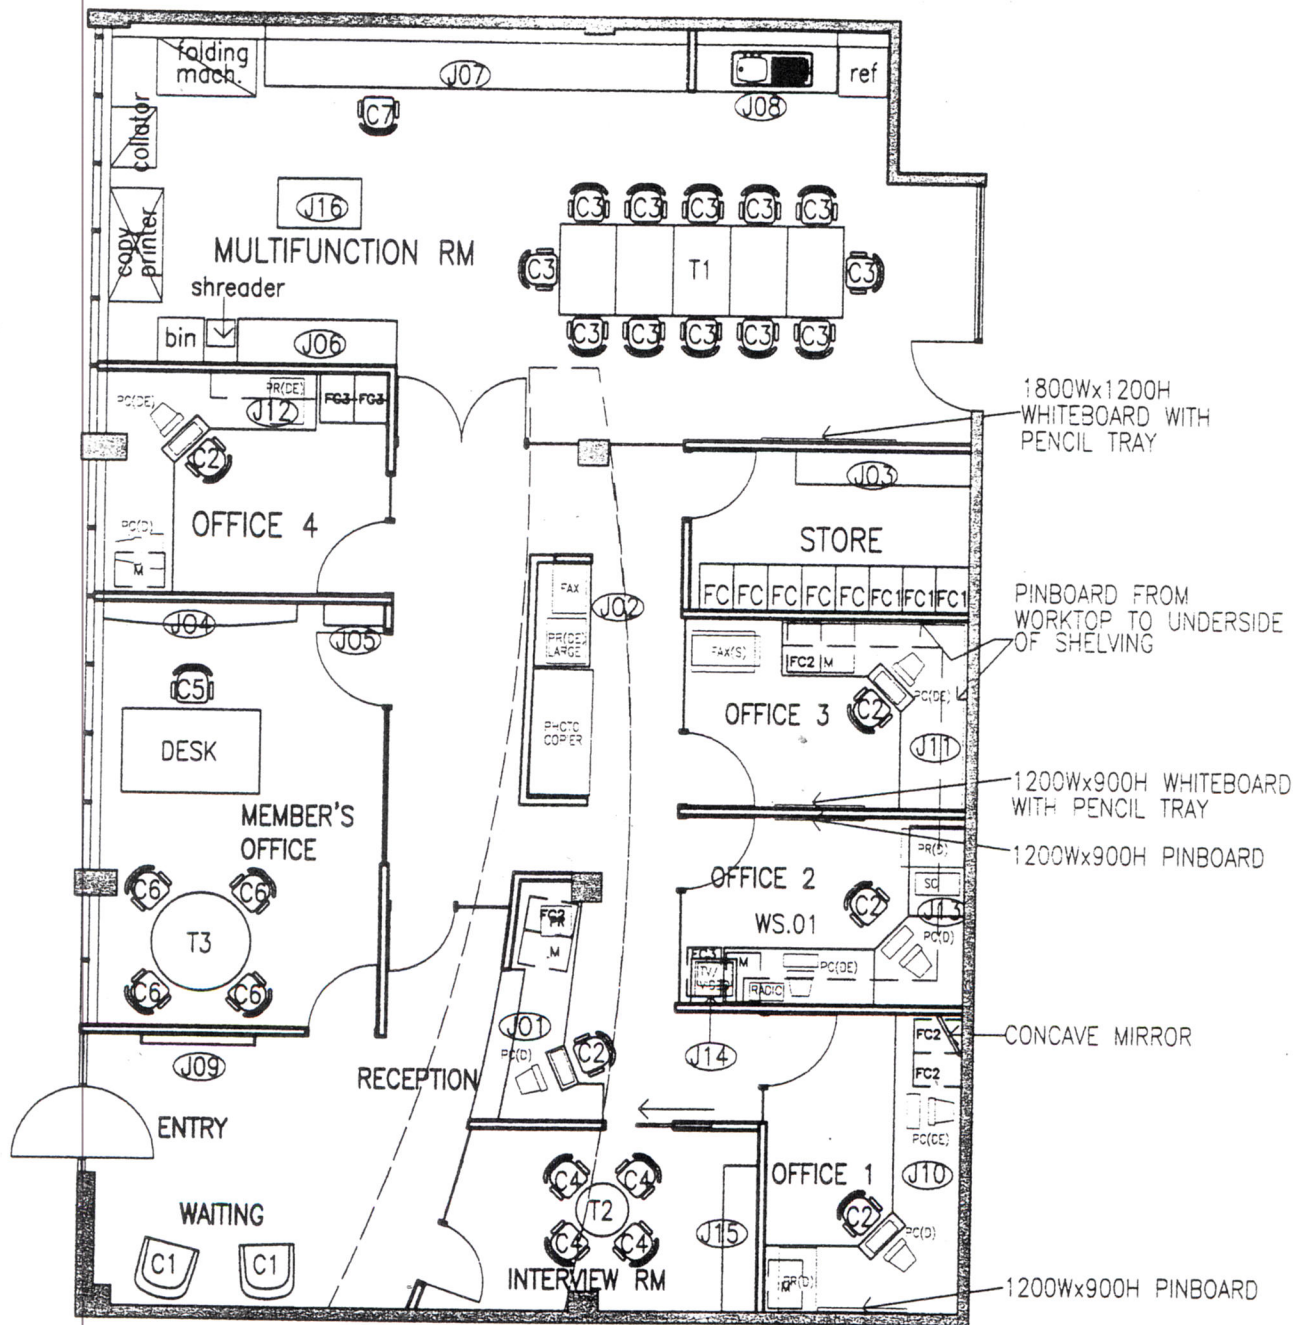 folding
mach.
J07
J08
ref
collator
C7
J16
C3
C3
C3
C3
C3
copy
printer
MULTIFUNCTION RM
C3
T1
C3
shreader
bin
J06
C3
C3
C3
C3
C3
PC(DE)
PR(DE)
J12
FG3
FG3
1800Wx1200H
WHITEBOARD WITH
PENCIL TRAY
C2
J03
PC(D)
OFFICE 4
M
STORE
FAX
J02
FC
FC
FC
FC
FC
FC1
FC1
FC1
PINBOARD FROM
WORKTOP TO UNDERSIDE
OF SHELVING
J04
J05
PR(DE)
LARGE
FAX(S)
FC2
M
PC(DE)
C5
C2
OFFICE 3
DESK
PHOTO
COPIER
J11
1200Wx900H WHITEBOARD
WITH PENCIL TRAY
MEMBER'S
OFFICE
1200Wx900H PINBOARD
PR(D)
OFFICE 2
SC
C6
C6
C2
J13
FC2
PR
M
WS.01
PC(D)
T3
FC3
TV/
VIDEO
M
RADIO
PC(DE)
C6
C6
J01
J09
PC(D)
C2
J14
FC2
CONCAVE MIRROR
FC2
RECEPTION
ENTRY
PC(DE)
C4
C4
OFFICE 1
J10
WAITING
T2
C2
J15
PC(D)
C4
C4
C1
C1
INTERVIEW RM
PR(D)
M
1200Wx900H PINBOARD